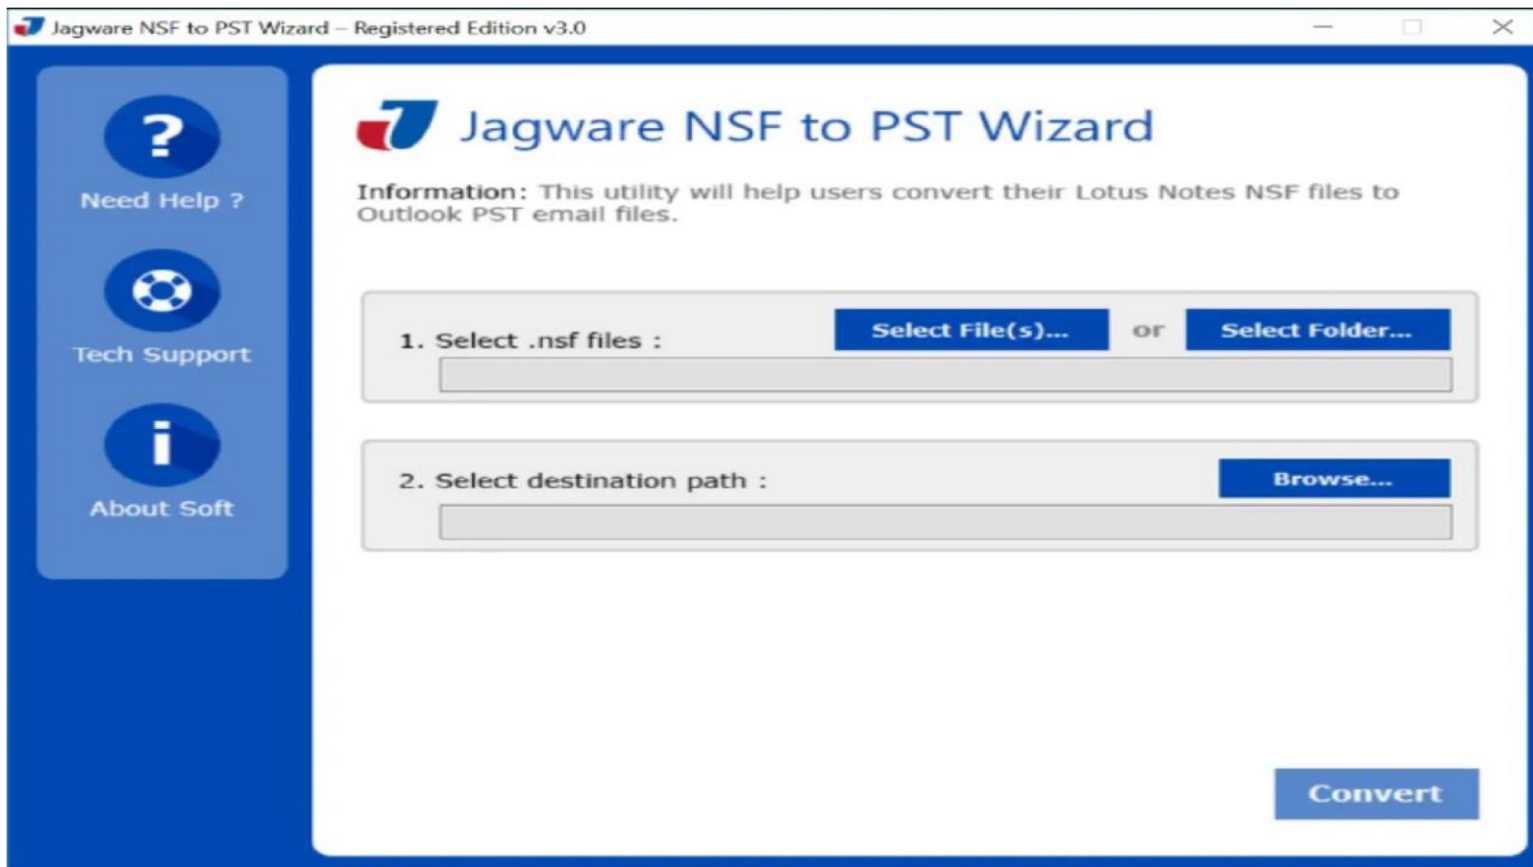 Jagware NSF to PST Wizard – Registered Edition v3.0
?
Need Help ?
Tech Support
i
About Soft
Jagware NSF to PST Wizard
Information: This utility will help users convert their Lotus Notes NSF files to
Outlook PST email files.
1. Select .nsf files :
Select File(s)... or Select Folder...
2. Select destination path :
Browse...
Convert